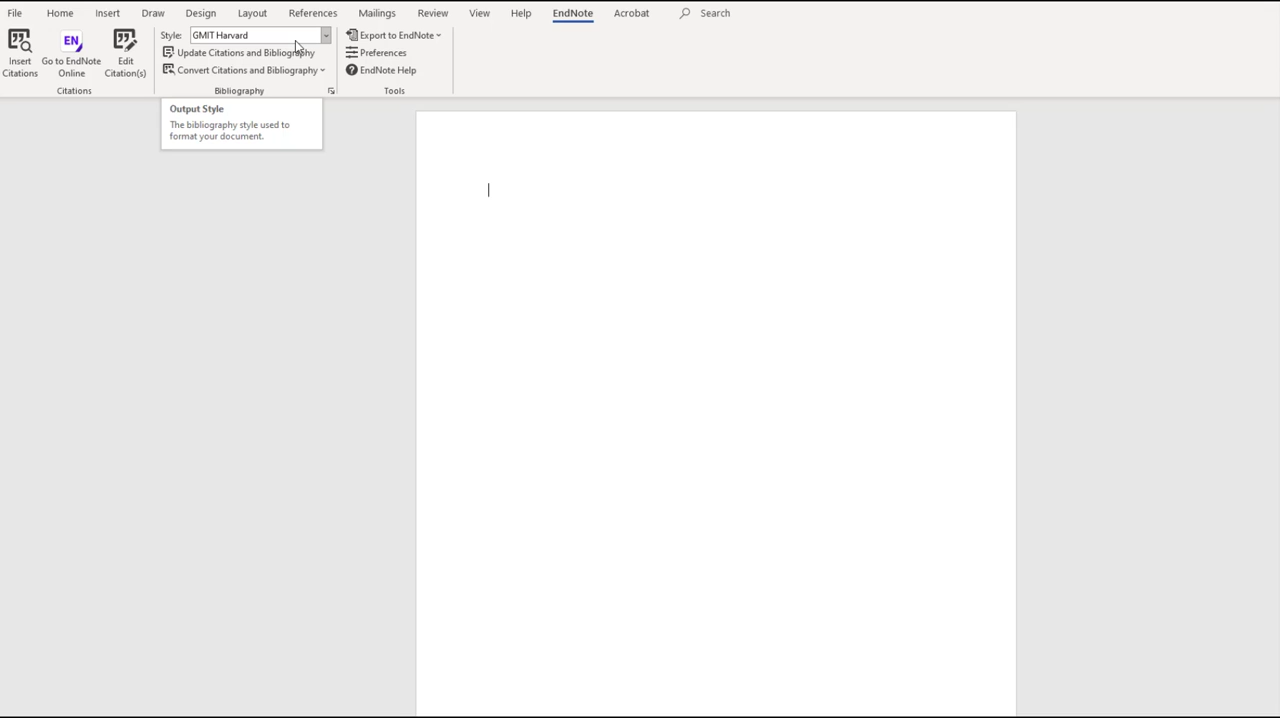 File Home Insert Draw Design Layout References Mailings Review View Help EndNote Acrobat Search
Insert Citations
EN
Go to EndNote Online
Edit Citation(s)
Citations
Style: GMIT Harvard
Update Citations and Bibliography
Convert Citations and Bibliography
Bibliography
Export to EndNote
Preferences
EndNote Help
Tools
Output Style
The bibliography style used to
format your document.